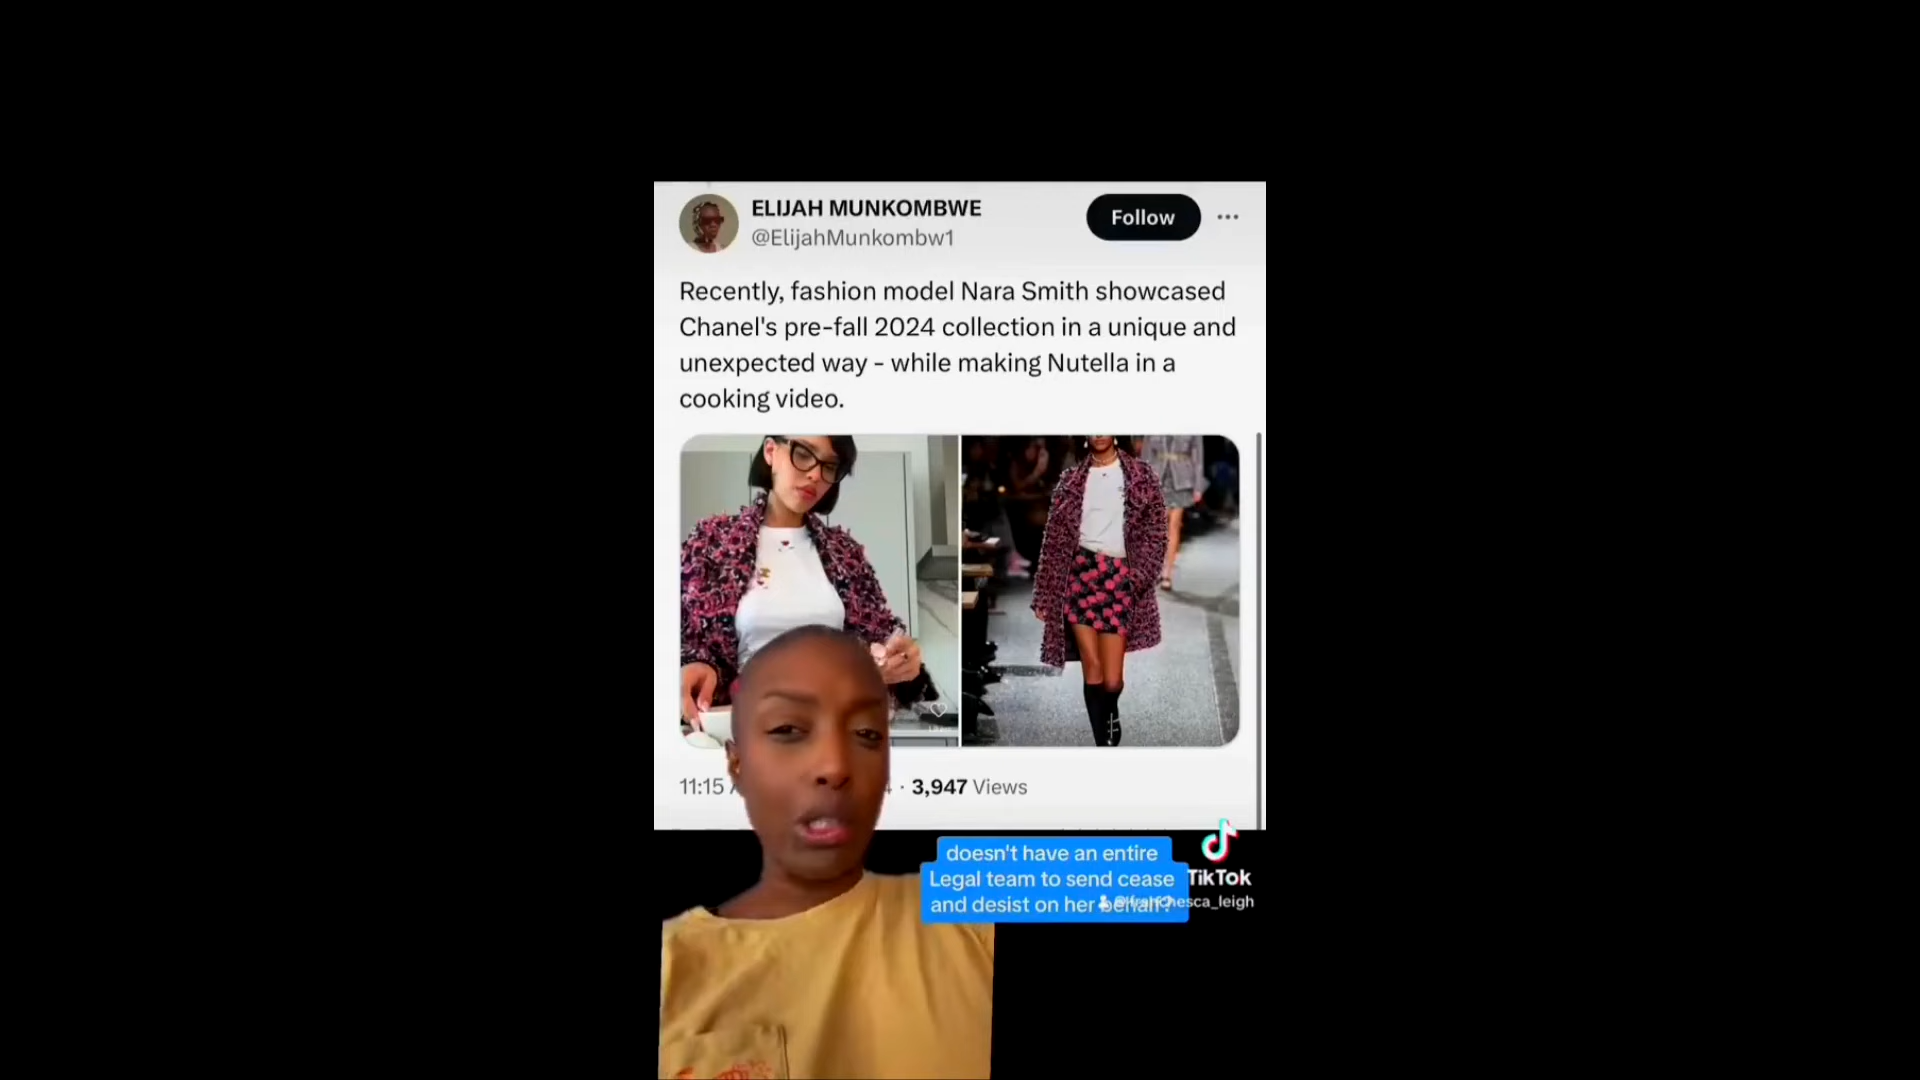 ELIJAH MUNKOMBWE
@ElijahMunkombw1
Follow
Recently, fashion model Nara Smith showcased
Chanel's pre-fall 2024 collection in a unique and
unexpected way - while making Nutella in a
cooking video.
11:15
· 3,947 Views
doesn't have an entire
Legal team to send cease
and desist on her behalf?
TikTok
@franchesca_leigh